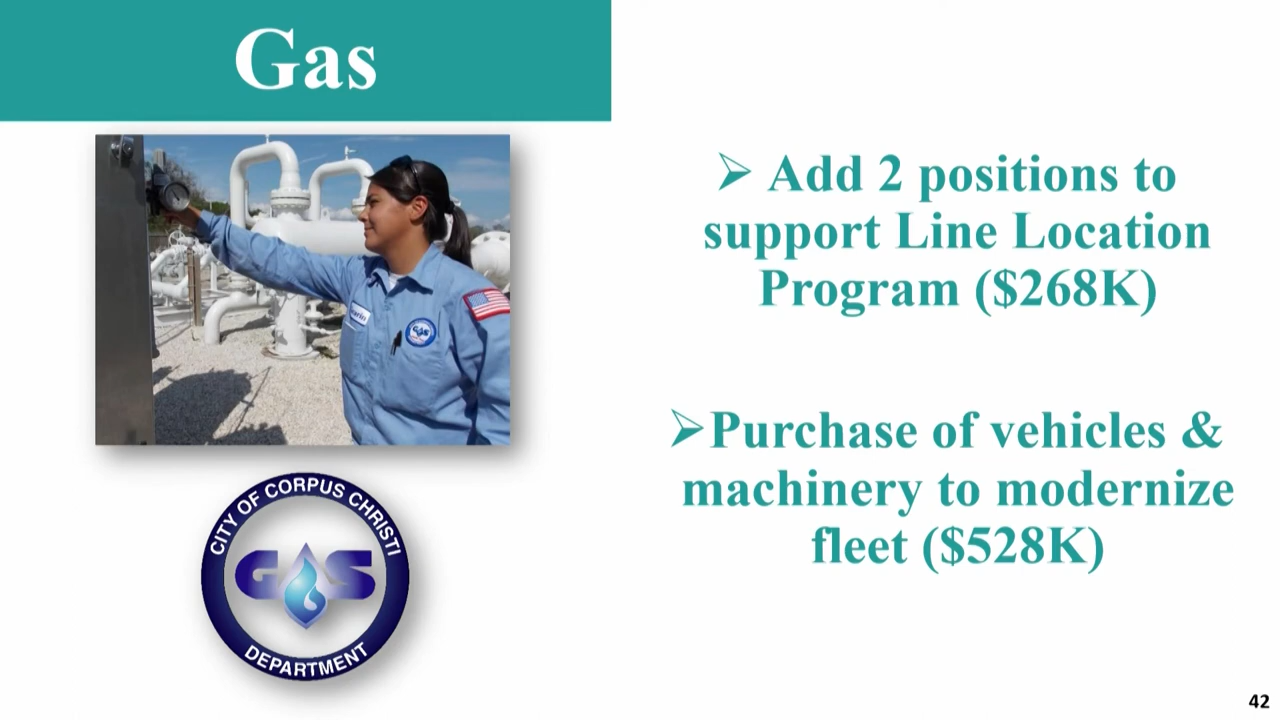 Gas
➢ Add 2 positions to
support Line Location
Program ($268K)
➢Purchase of vehicles &
machinery to modernize
fleet ($528K)
CITY OF CORPUS CHRISTI
GAS
DEPARTMENT
42